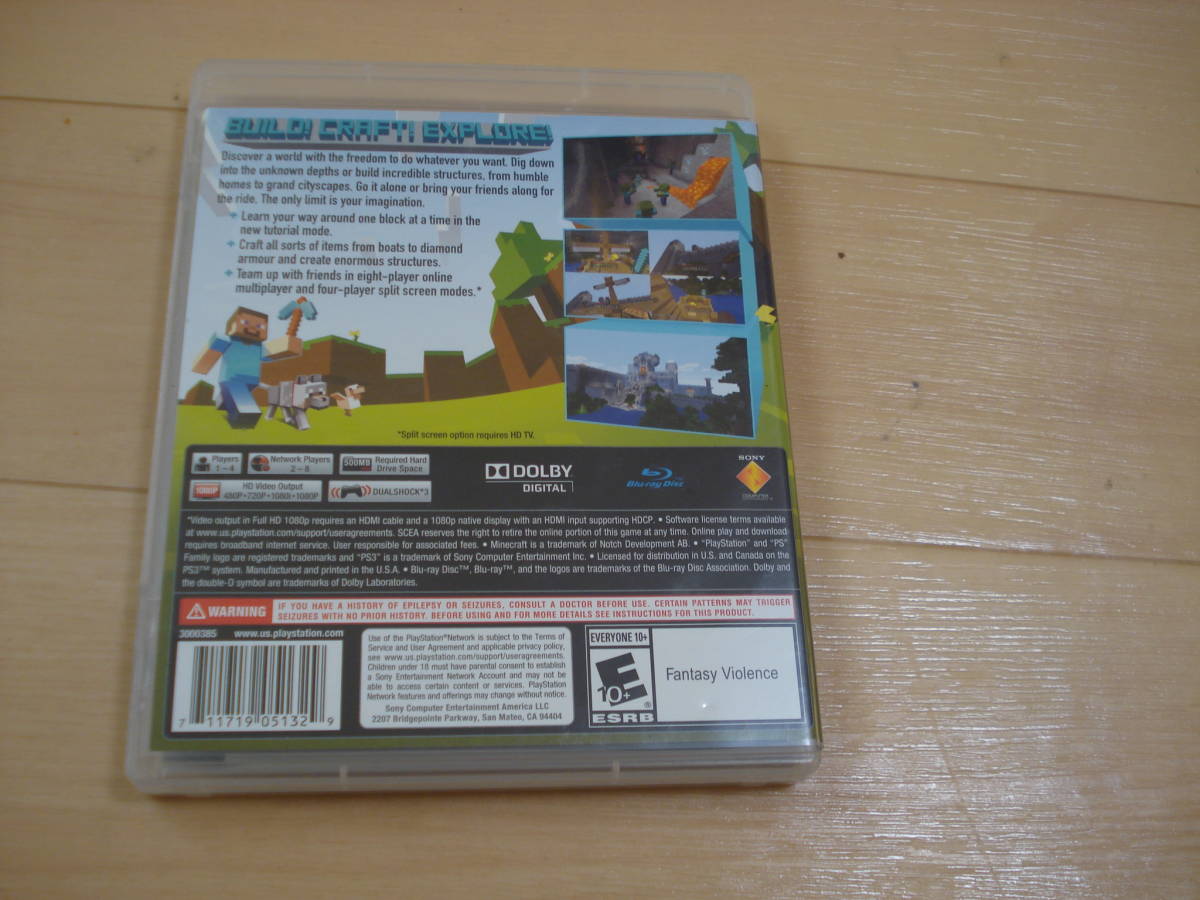 BUILD! CRAFT! EXPLORE!
Discover a world with the freedom to do whatever you want. Dig down
into the unknown depths or build incredible structures, from humble
homes to grand cityscapes. Go it alone or bring your friends along for
the ride. The only limit is your imagination.
+ Learn your way around one block at a time in the
new tutorial mode.
+ Craft all sorts of items from boats to diamond
armour and create enormous structures.
+ Team up with friends in eight-player online
multiplayer and four-player split screen modes.*
*Split screen option requires HD TV.
Players
1-4
Network Players
2-8
500MB
Required Hard
Drive Space
1080P
HD Video Output
480P•720P•1080i•1080P
DUALSHOCK®3
DOLBY
DIGITAL
Blu-ray Disc™
SONY
COMPUTER
"Video output in Full HD 1080p requires an HDMI cable and a 1080p native display with an HDMI input supporting HDCP. • Software license terms available
at www.us.playstation.com/support/useragreements. SCEA reserves the right to retire the online portion of this game at any time. Online play and download
requires broadband internet service. User responsible for associated fees. • Minecraft is a trademark of Notch Development AB. • "PlayStation" and "PS"
Family logo are registered trademarks and "PS3" is a trademark of Sony Computer Entertainment Inc. • Licensed for distribution in U.S. and Canada on the
PS3™ system. Manufactured and printed in the U.S.A. • Blu-ray Disc™, Blu-ray™, and the logos are trademarks of the Blu-ray Disc Association. Dolby and
the double-D symbol are trademarks of Dolby Laboratories.
WARNING
IF YOU HAVE A HISTORY OF EPILEPSY OR SEIZURES, CONSULT A DOCTOR BEFORE USE. CERTAIN PATTERNS MAY TRIGGER
SEIZURES WITH NO PRIOR HISTORY. BEFORE USING AND FOR MORE DETAILS SEE INSTRUCTIONS FOR THIS PRODUCT.
3000385 www.us.playstation.com
7 11719 05132 9
Use of the PlayStation®Network is subject to the Terms of
Service and User Agreement and applicable privacy policy,
see www.us.playstation.com/support/useragreements.
Children under 18 must have parental consent to establish
a Sony Entertainment Network Account and may not be
able to access certain content or services. PlayStation
Network features and offerings may change without notice.
Sony Computer Entertainment America LLC
2207 Bridgepointe Parkway, San Mateo, CA 94404
EVERYONE 10+
E
10+
®
ESRB
Fantasy Violence